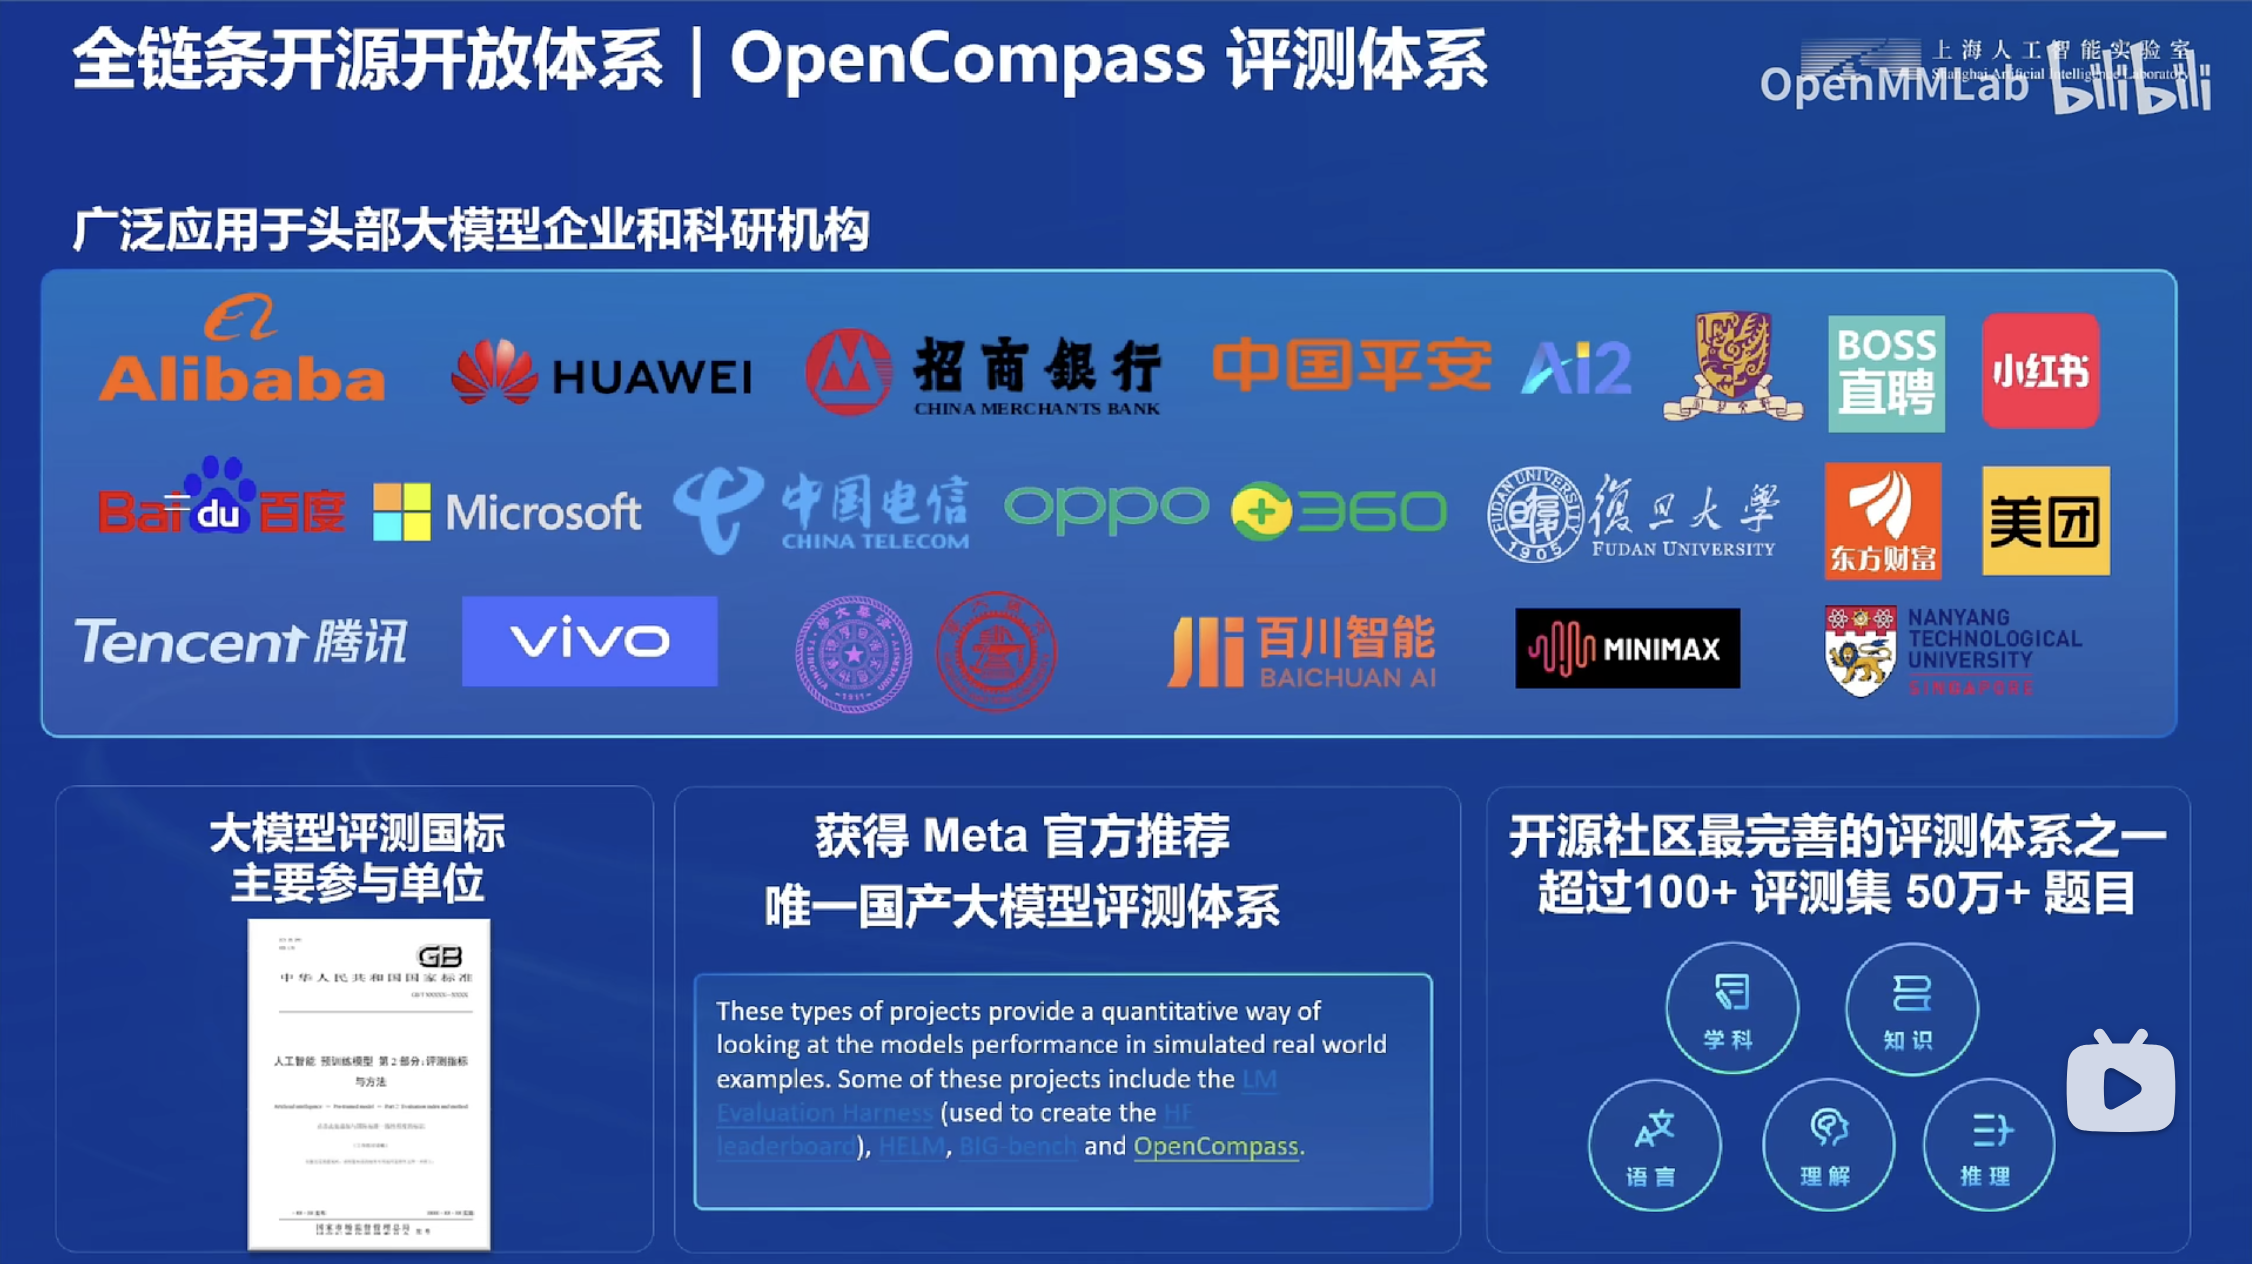 全链条开源开放体系 | OpenCompass 评测体系
上海人工智能实验室
Shanghai Artificial Intelligence Laboratory
OpenMMLab bilibili
广泛应用于头部大模型企业和科研机构
Alibaba
HUAWEI
招商銀行
CHINA MERCHANTS BANK
中国平安
Ai2
BOSS
直聘
小红书
Bai du 百度
Microsoft
中国电信
CHINA TELECOM
oppo
360
FUDAN UNIVERSITY
1905
復旦大學
FUDAN UNIVERSITY
东方财富
美团
Tencent 腾讯
vivo
TSINGHUA UNIVERSITY
百川智能
BAICHUAN AI
MINIMAX
NANYANG
TECHNOLOGICAL
UNIVERSITY
SINGAPORE
大模型评测国标
主要参与单位
GB
中华人民共和国国家标准
人工智能 预训练模型 第2部分:评测指标
与方法
获得 Meta 官方推荐
唯一国产大模型评测体系
These types of projects provide a quantitative way of
looking at the models performance in simulated real world
examples. Some of these projects include the LM
Evaluation Harness (used to create the HF
leaderboard), HELM, BIG-bench and OpenCompass.
开源社区最完善的评测体系之一
超过100+ 评测集 50万+ 题目
学科
知识
语言
理解
推理